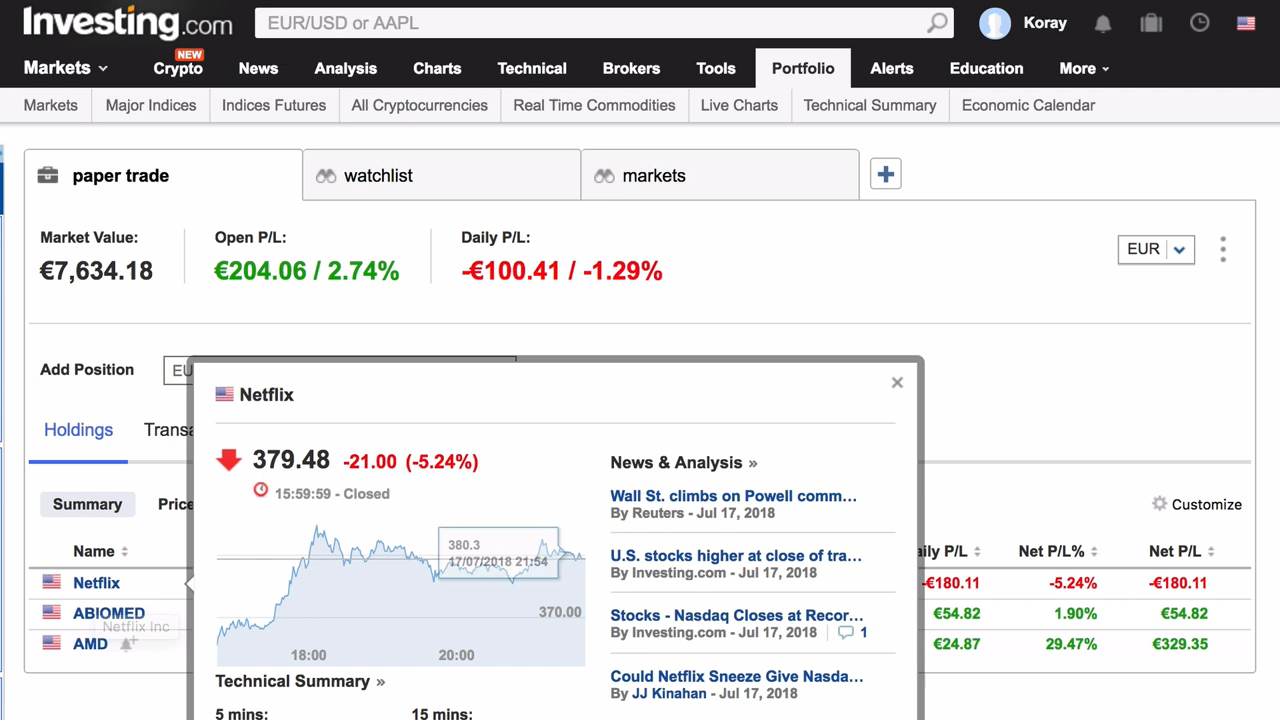 Investing.com
EUR/USD or AAPL
Koray
NEW
Markets Crypto News Analysis Charts Technical Brokers Tools Portfolio Alerts Education More
Markets Major Indices Indices Futures All Cryptocurrencies Real Time Commodities Live Charts Technical Summary Economic Calendar
paper trade watchlist markets
Market Value: Open P/L: Daily P/L:
€7,634.18 €204.06 / 2.74% -€100.41 / -1.29%
EUR
Add Position EU
Netflix
Holdings Transa
379.48 -21.00 (-5.24%)
15:59:59 - Closed
News & Analysis »
Wall St. climbs on Powell comm...
By Reuters - Jul 17, 2018
Summary Price
Customize
380.3
17/07/2018 21:54
370.00
18:00 20:00
U.S. stocks higher at close of tra...
By Investing.com - Jul 17, 2018
Stocks - Nasdaq Closes at Recor...
By Investing.com - Jul 17, 2018 1
Could Netflix Sneeze Give Nasda...
By JJ Kinahan - Jul 17, 2018
Name aily P/L Net P/L% Net P/L
Netflix -€180.11 -5.24% -€180.11
ABIOMED €54.82 1.90% €54.82
Netflix Inc
AMD €24.87 29.47% €329.35
Technical Summary »
5 mins: 15 mins: